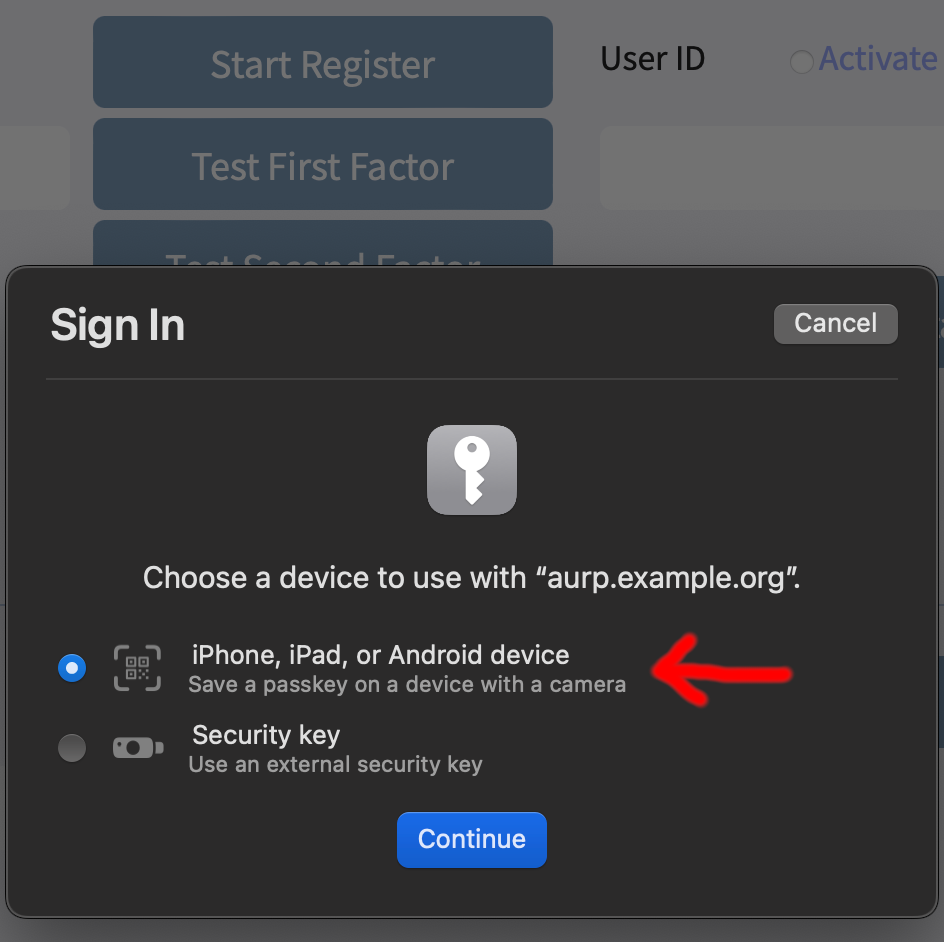 Start Register
User ID
Activate
Test First Factor
Test Second Factor
Sign In
Cancel
Choose a device to use with “aurp.example.org”.
iPhone, iPad, or Android device
Save a passkey on a device with a camera
Security key
Use an external security key
Continue